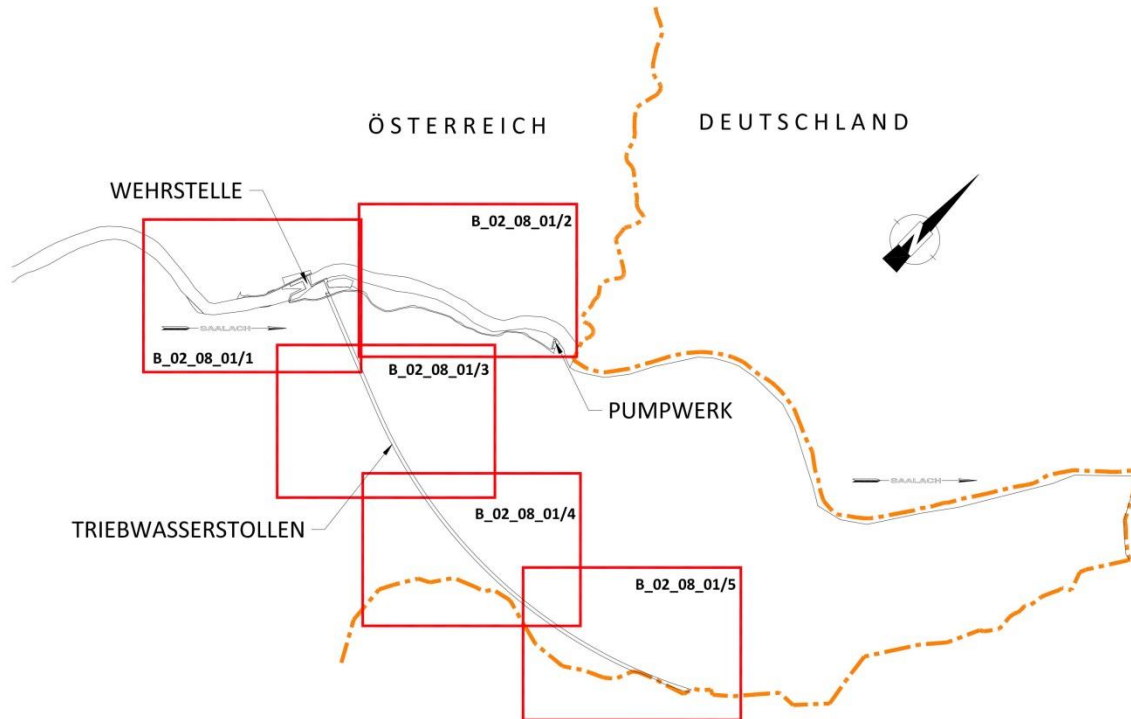 ÖSTERREICH
DEUTSCHLAND
WEHRSTELLE
B_02_08_01/2
SAALACH
B_02_08_01/1
B_02_08_01/3
PUMPWERK
N
SAALACH
TRIEBWASSERSTOLLEN
B_02_08_01/4
B_02_08_01/5